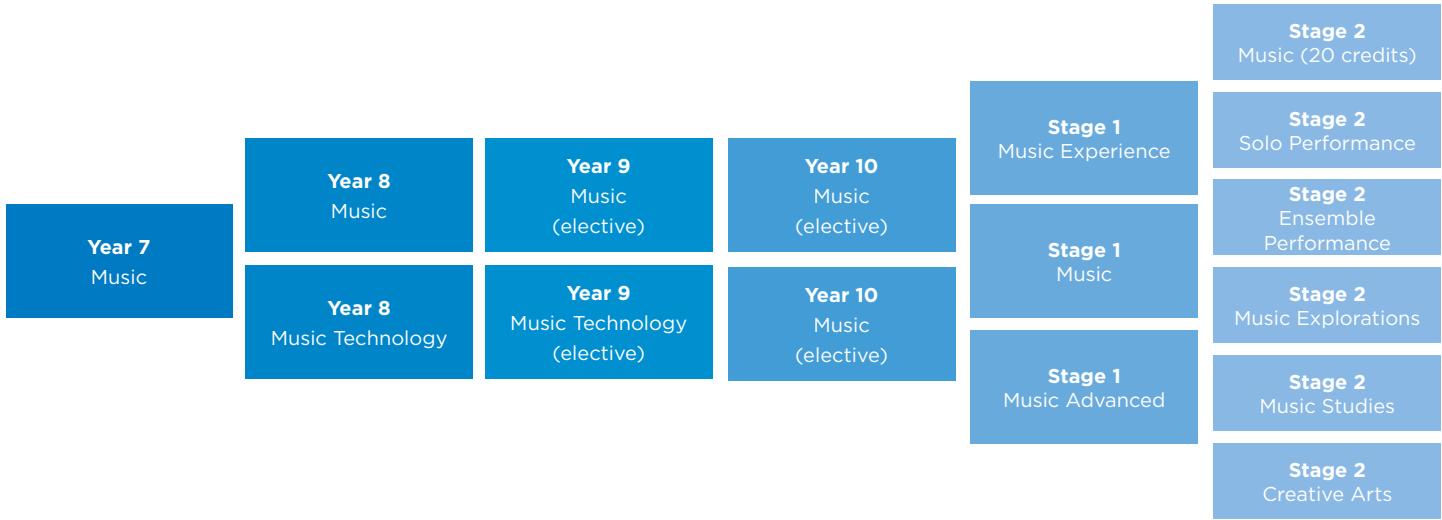 Year 7
Music
Year 8
Music
Year 8
Music Technology
Year 9
Music
(elective)
Year 9
Music Technology
(elective)
Year 10
Music
(elective)
Year 10
Music
(elective)
Stage 1
Music Experience
Stage 1
Music
Stage 1
Music Advanced
Stage 2
Music (20 credits)
Stage 2
Solo Performance
Stage 2
Ensemble
Performance
Stage 2
Music Explorations
Stage 2
Music Studies
Stage 2
Creative Arts